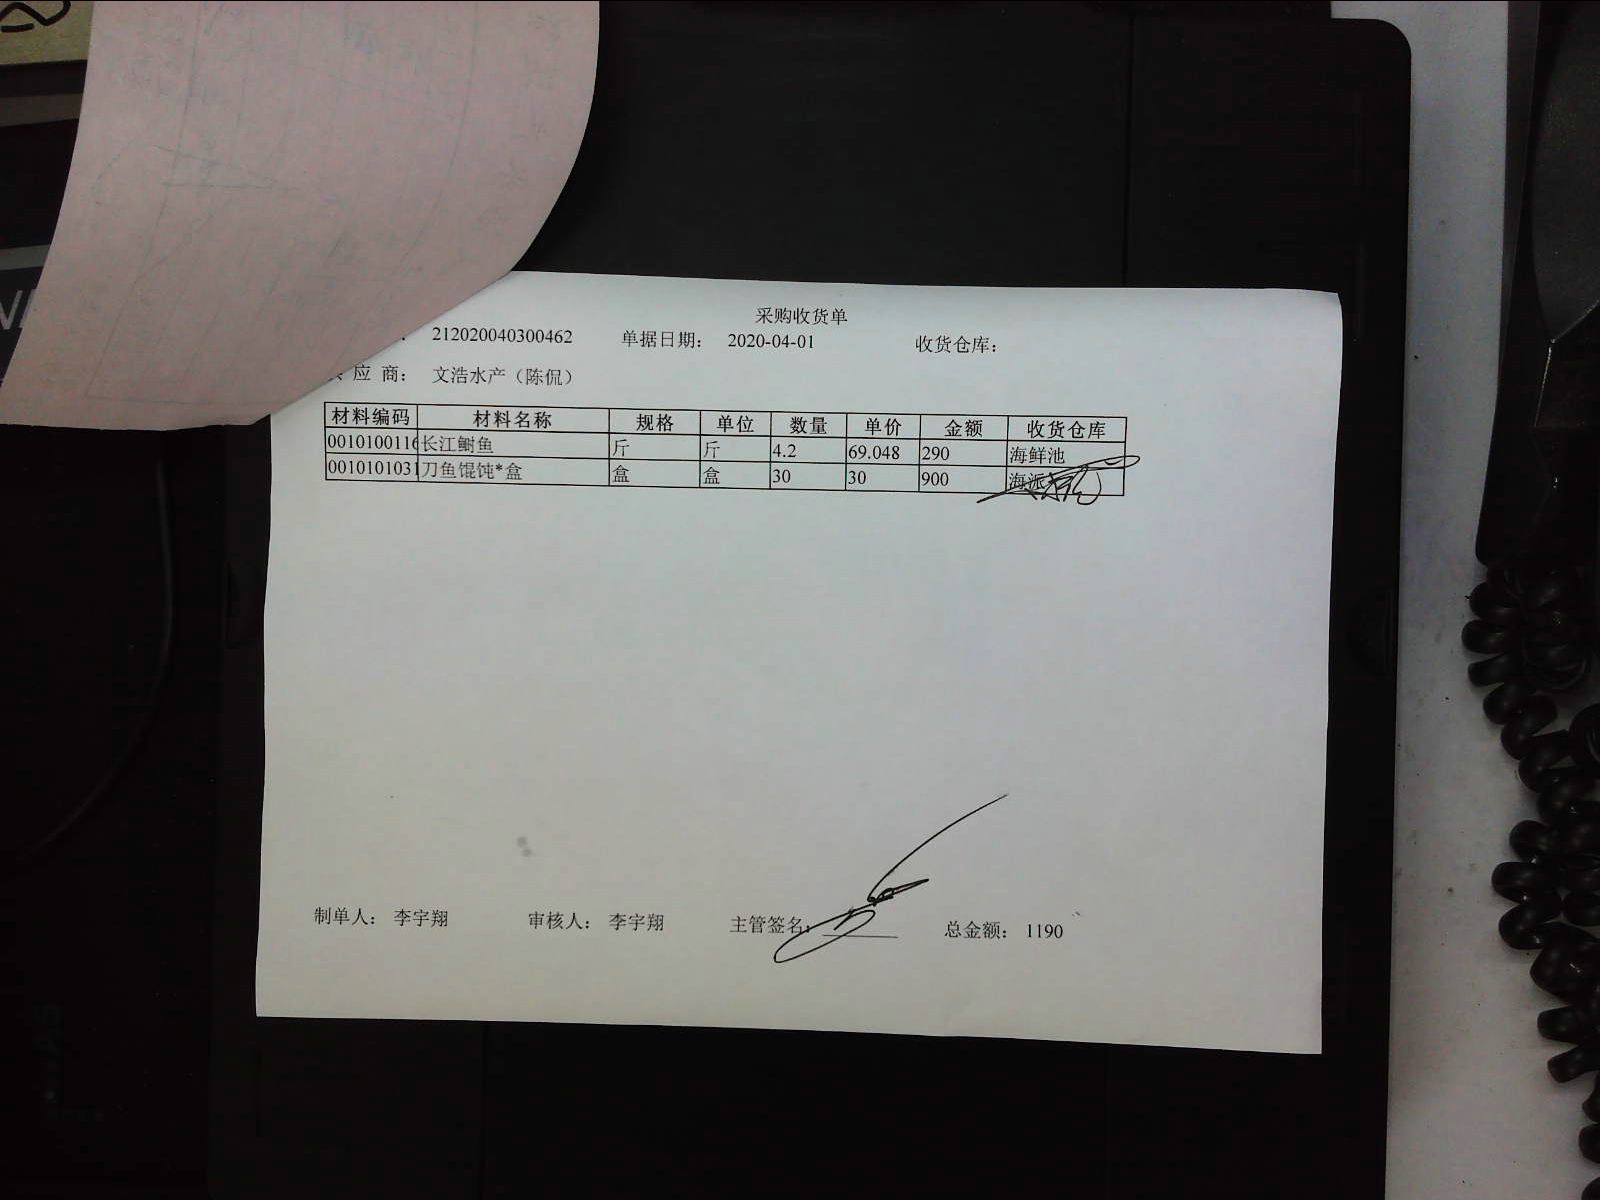 采购收货单
: 212020040300462 单据日期: 2020-04-01 收货仓库:
应 商: 文浩水产（陈侃）
材料编码 材料名称 规格 单位 数量 单价 金额 收货仓库
0010100116 长江鮰鱼 斤 斤 4.2 69.048 290 海鲜池
0010101031 刀鱼馄饨*盒 盒 盒 30 30 900 海派
制单人: 李宇翔 审核人: 李宇翔 主管签名: 总金额: 1190